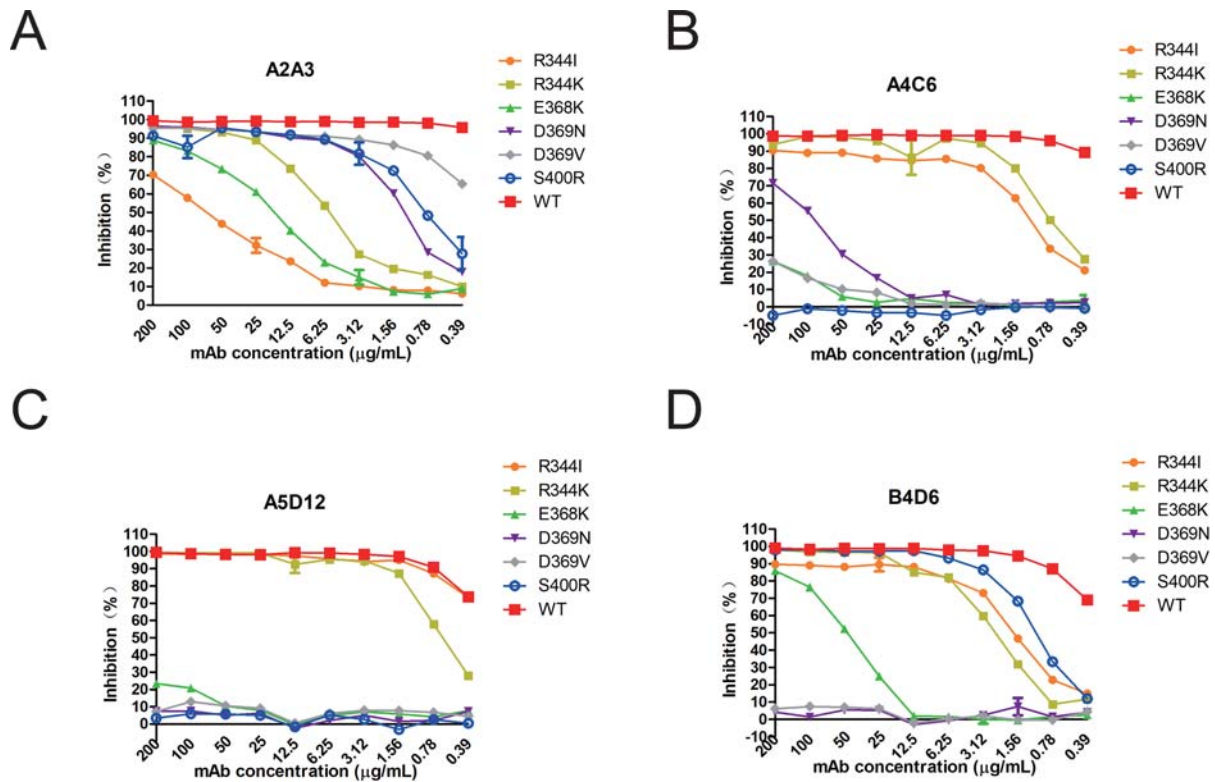 A
A2A3
Inhibition (%)
110
100
90
80
70
60
50
40
30
20
10
0
200
100
50
25
12.5
6.25
3.12
1.56
0.78
0.39
mAb concentration (μg/mL)
R344I
R344K
E368K
D369N
D369V
S400R
WT
B
A4C6
Inhibition (%)
110
100
90
80
70
60
50
40
30
20
10
0
-10
200
100
50
25
12.5
6.25
3.12
1.56
0.78
0.39
mAb concentration (μg/mL)
R344I
R344K
E368K
D369N
D369V
S400R
WT
C
A5D12
Inhibition (%)
110
100
90
80
70
60
50
40
30
20
10
0
200
100
50
25
12.5
6.25
3.12
1.56
0.78
0.39
mAb concentration (μg/mL)
R344I
R344K
E368K
D369N
D369V
S400R
WT
D
B4D6
Inhibition (%)
110
100
90
80
70
60
50
40
30
20
10
0
-10
200
100
50
25
12.5
6.25
3.12
1.56
0.78
0.39
mAb concentration (μg/mL)
R344I
R344K
E368K
D369N
D369V
S400R
WT